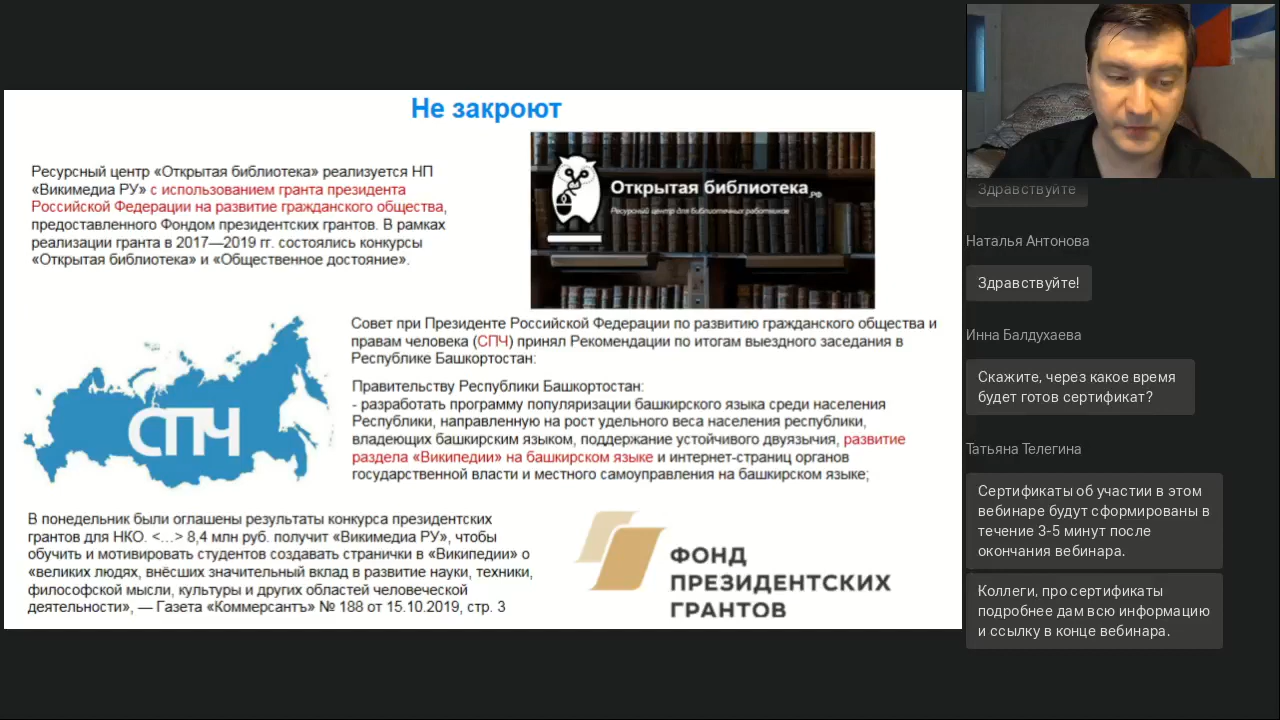 Не закроют
Ресурсный центр «Открытая библиотека» реализуется НП
«Викимедиа РУ» с использованием гранта президента
Российской Федерации на развитие гражданского общества,
предоставленного Фондом президентских грантов. В рамках
реализации гранта в 2017—2019 гг. состоялись конкурсы
«Открытая библиотека» и «Общественное достояние».
Открытая библиотека.рф
Ресурсный центр для библиотечных работников
СПЧ
Совет при Президенте Российской Федерации по развитию гражданского общества и
правам человека (СПЧ) принял Рекомендации по итогам выездного заседания в
Республике Башкортостан:
Правительству Республики Башкортостан:
- разработать программу популяризации башкирского языка среди населения
Республики, направленную на рост удельного веса населения республики,
владеющих башкирским языком, поддержание устойчивого двуязычия, развитие
раздела «Википедии» на башкирском языке и интернет-страниц органов
государственной власти и местного самоуправления на башкирском языке;
В понедельник были оглашены результаты конкурса президентских
грантов для НКО. <...> 8,4 млн руб. получит «Викимедиа РУ», чтобы
обучить и мотивировать студентов создавать странички в «Википедии» о
«великих людях, внёсших значительный вклад в развитие науки, техники,
философской мысли, культуры и других областей человеческой
деятельности», — Газета «Коммерсантъ» № 188 от 15.10.2019, стр. 3
ФОНД
ПРЕЗИДЕНТСКИХ
ГРАНТОВ
Здравствуйте
Наталья Антонова
Здравствуйте!
Инна Балдухаева
Скажите, через какое время
будет готов сертификат?
Татьяна Телегина
Сертификаты об участии в этом
вебинаре будут сформированы в
течение 3-5 минут после
окончания вебинара.
Коллеги, про сертификаты
подробнее дам всю информацию
и ссылку в конце вебинара.